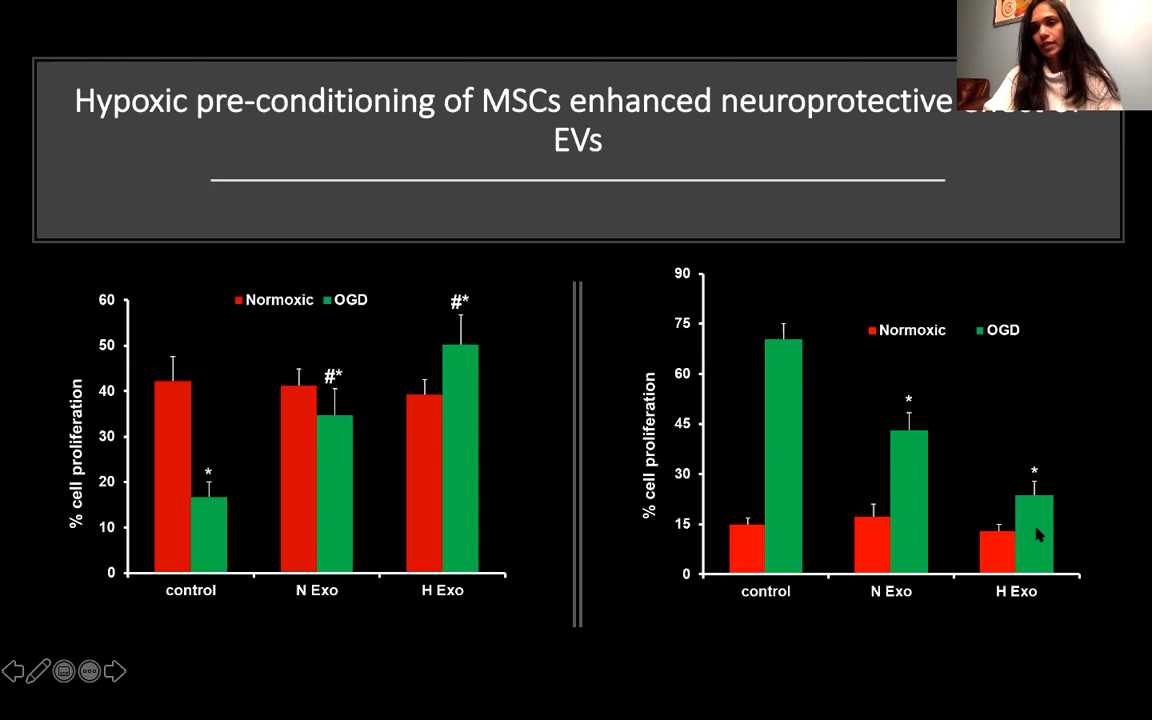 Hypoxic pre-conditioning of MSCs enhanced neuroprotective
EVs
Normoxic OGD
% cell proliferation
60
50
40
30
20
10
0
*
#*
#*
control N Exo H Exo
Normoxic OGD
% cell proliferation
90
75
60
45
30
15
0
*
*
control N Exo H Exo